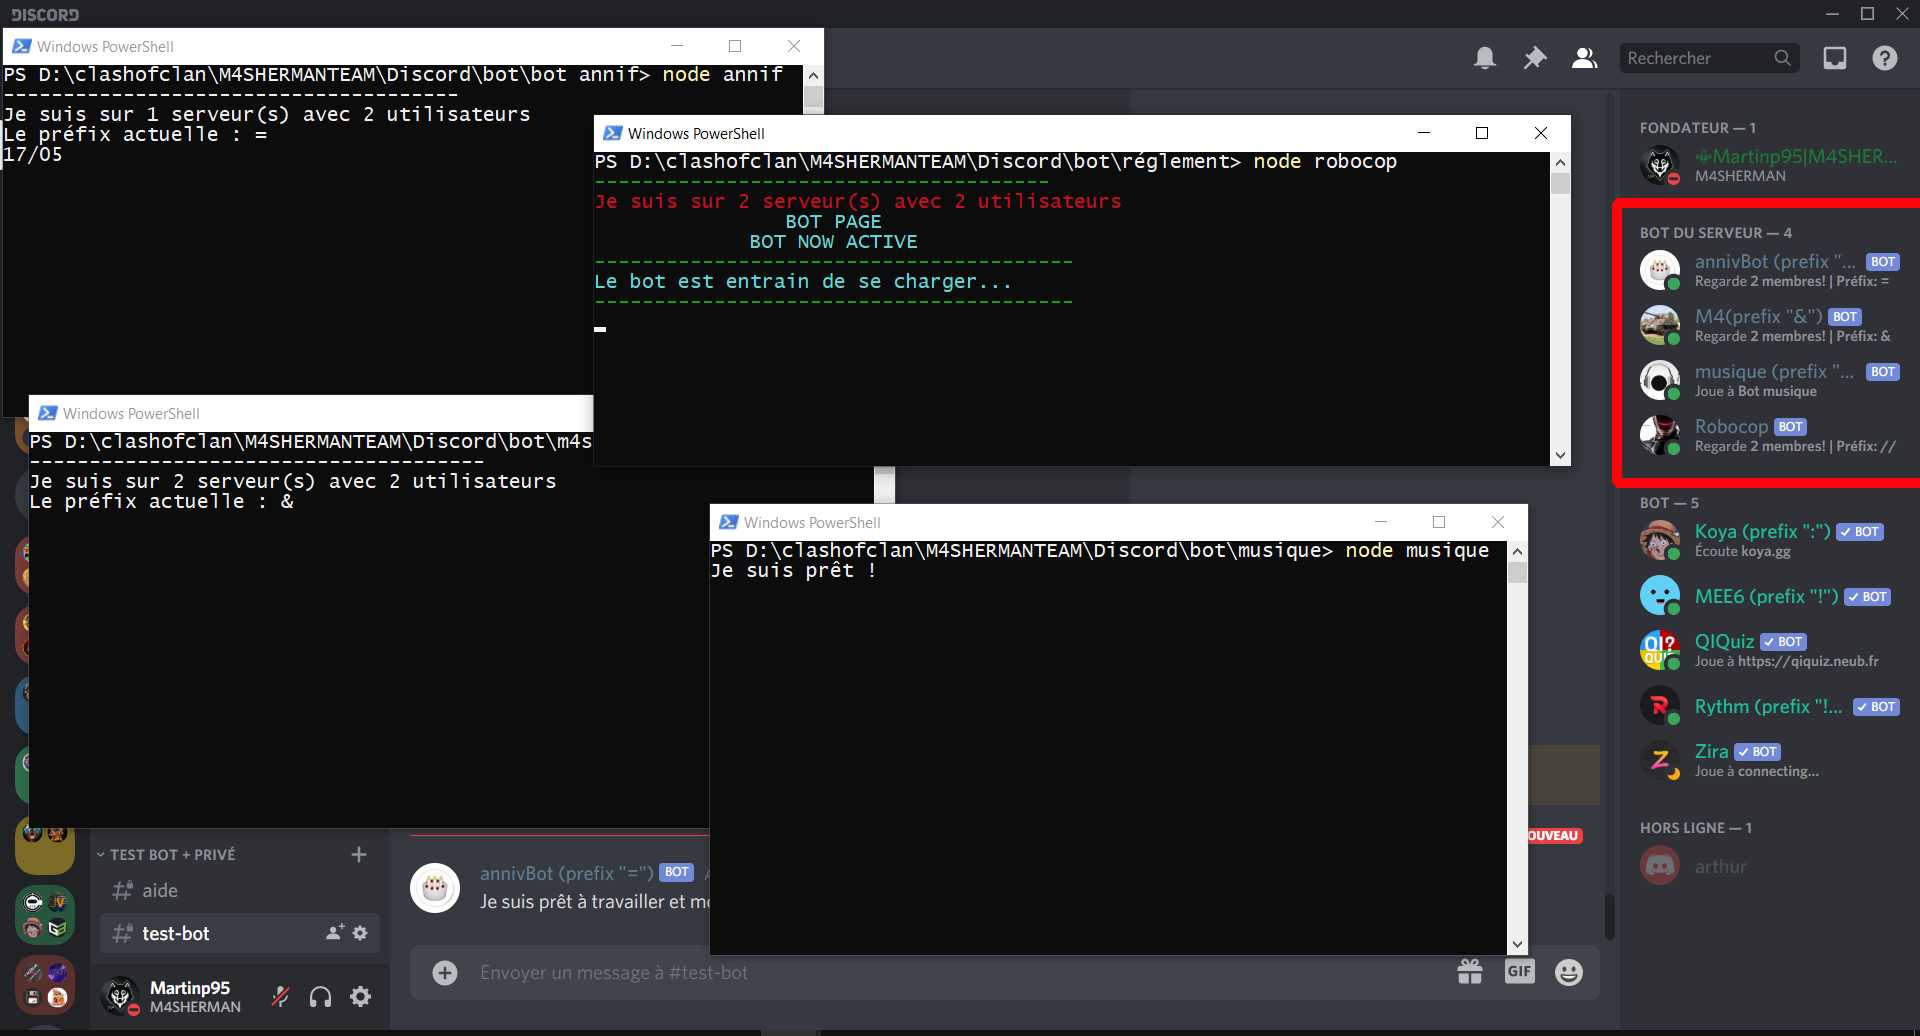 DISCORD
Windows PowerShell
PS D:\clashofclan\M4SHERMANTEAM\Discord\bot\bot annif> node annif
--------------------------------------
Je suis sur 1 serveur(s) avec 2 utilisateurs
Le préfix actuelle : =
17/05
Windows PowerShell
PS D:\clashofclan\M4SHERMANTEAM\Discord\bot\réglement> node robocop
--------------------------------------
Je suis sur 2 serveur(s) avec 2 utilisateurs
BOT PAGE
BOT NOW ACTIVE
----------------------------------------
Le bot est entrain de se charger...
----------------------------------------
Windows PowerShell
PS D:\clashofclan\M4SHERMANTEAM\Discord\bot\m4s
--------------------------------------
Je suis sur 2 serveur(s) avec 2 utilisateurs
Le préfix actuelle : &
Windows PowerShell
PS D:\clashofclan\M4SHERMANTEAM\Discord\bot\musique> node musique
Je suis prêt !
TEST BOT + PRIVÉ
aide
test-bot
Martinp95
M4SHERMAN
OUVEAU
annivBot (prefix "=") BOT
Je suis prêt à travailler et m
Envoyer un message à #test-bot
GIF
Rechercher
FONDATEUR — 1
Martinp95|M4SHER...
M4SHERMAN
BOT DU SERVEUR — 4
annivBot (prefix "... BOT
Regarde 2 membres! | Préfix: =
M4(prefix "&") BOT
Regarde 2 membres! | Préfix: &
musique (prefix "... BOT
Joue à Bot musique
Robocop BOT
Regarde 2 membres! | Préfix: //
BOT — 5
Koya (prefix ":") ✓ BOT
Écoute koya.gg
MEE6 (prefix "!") ✓ BOT
QI?
QUI
QIQuiz ✓ BOT
Joue à https://qiquiz.neub.fr
Rythm (prefix "!... ✓ BOT
Zira ✓ BOT
Joue à connecting...
HORS LIGNE — 1
arthur